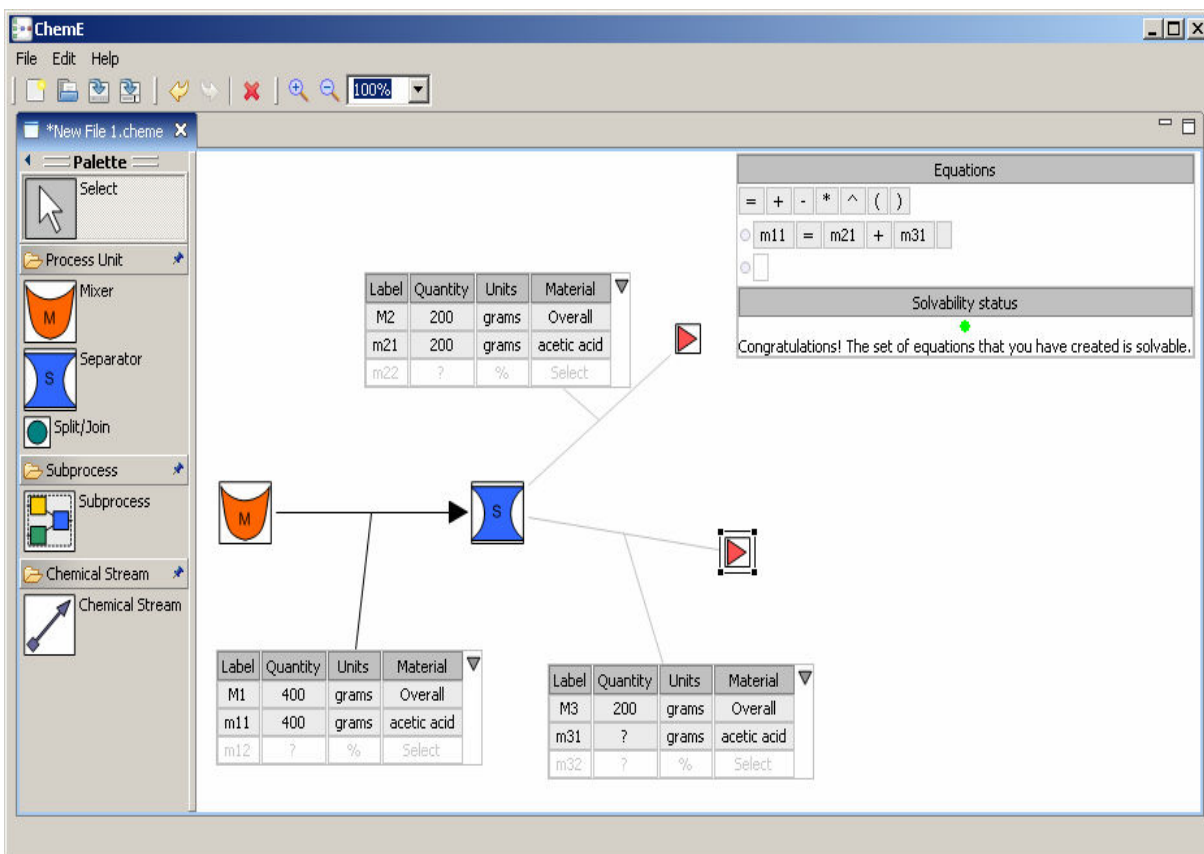 ChemE
File Edit Help
100%
*New File 1.cheme X
Palette
Select
Process Unit
M
Mixer
S
Separator
Split/Join
Subprocess
Subprocess
Chemical Stream
Chemical Stream
Equations
= + - * ^ ( )
m11 = m21 + m31
Solvability status
Congratulations! The set of equations that you have created is solvable.
Label Quantity Units Material
M2 200 grams Overall
m21 200 grams acetic acid
m22 ? % Select
M
S
Label Quantity Units Material
M1 400 grams Overall
m11 400 grams acetic acid
m12 ? % Select
Label Quantity Units Material
M3 200 grams Overall
m31 ? grams acetic acid
m32 ? % Select